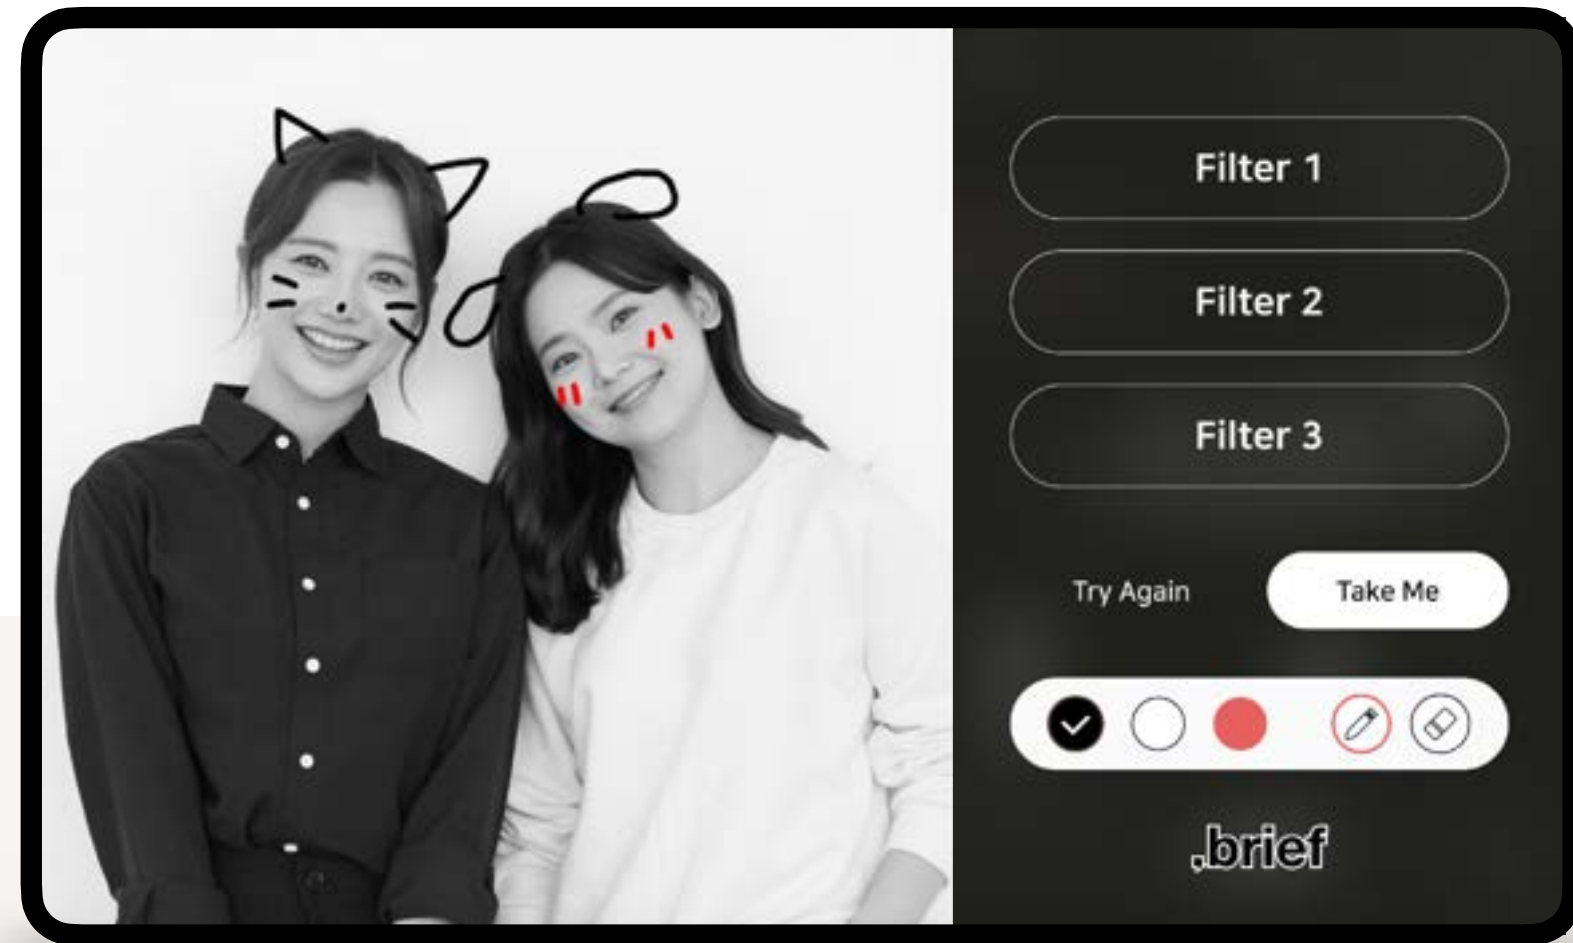 Filter 1
Filter 2
Filter 3
Try Again
Take Me
,brief